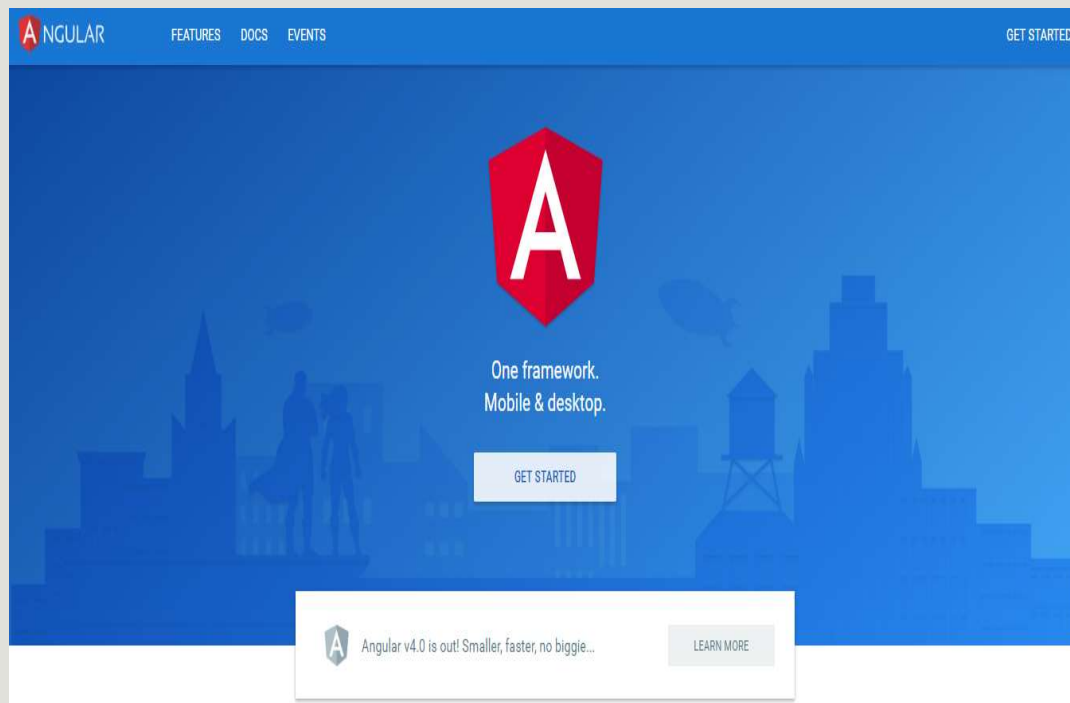 ANGULAR
FEATURES DOCS EVENTS
GET STARTED
A
One framework.
Mobile & desktop.
GET STARTED
A
Angular v4.0 is out! Smaller, faster, no biggie...
LEARN MORE